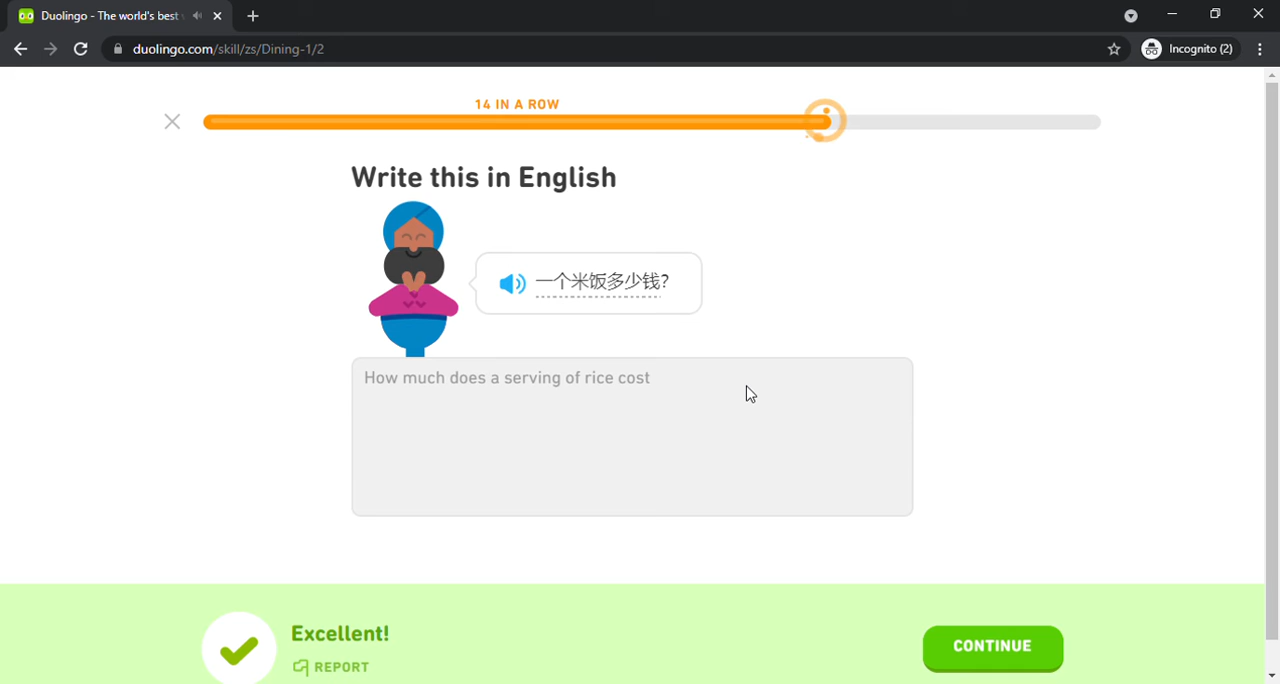 Duolingo - The world's best
duolingo.com/skill/zs/Dining-1/2
Incognito (2)
14 IN A ROW
Write this in English
一个米饭多少钱?
How much does a serving of rice cost
Excellent!
REPORT
CONTINUE